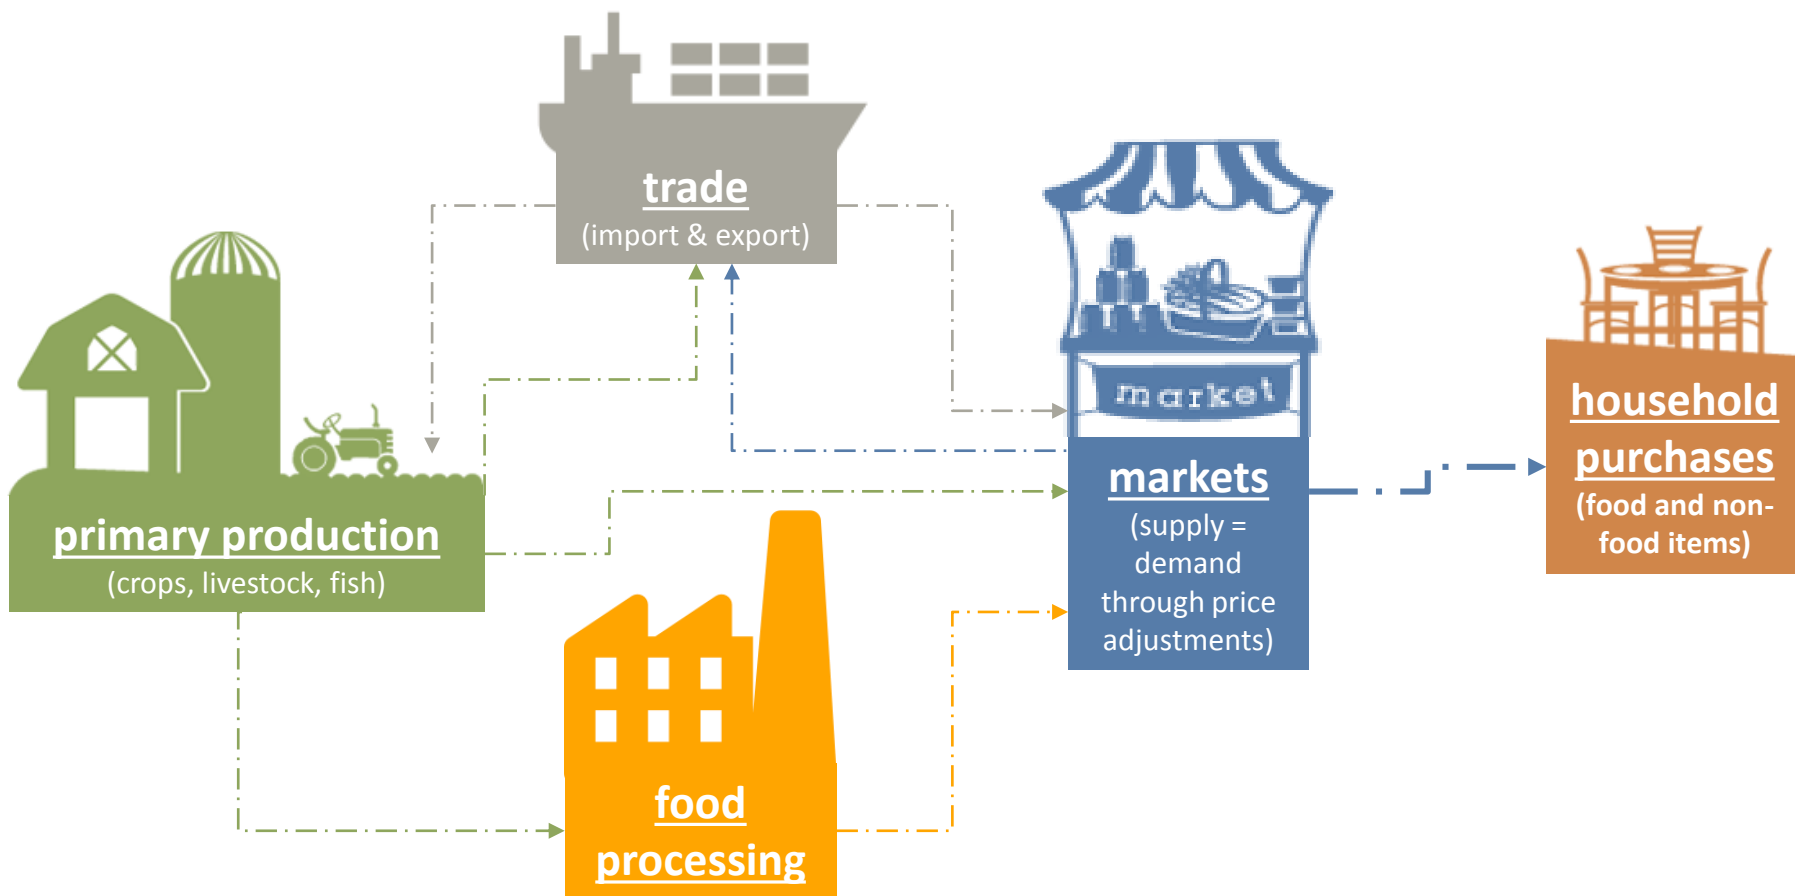 trade
(import & export)
market
household
purchases
(food and non-
food items)
markets
(supply =
demand
through price
adjustments)
primary production
(crops, livestock, fish)
food
processing